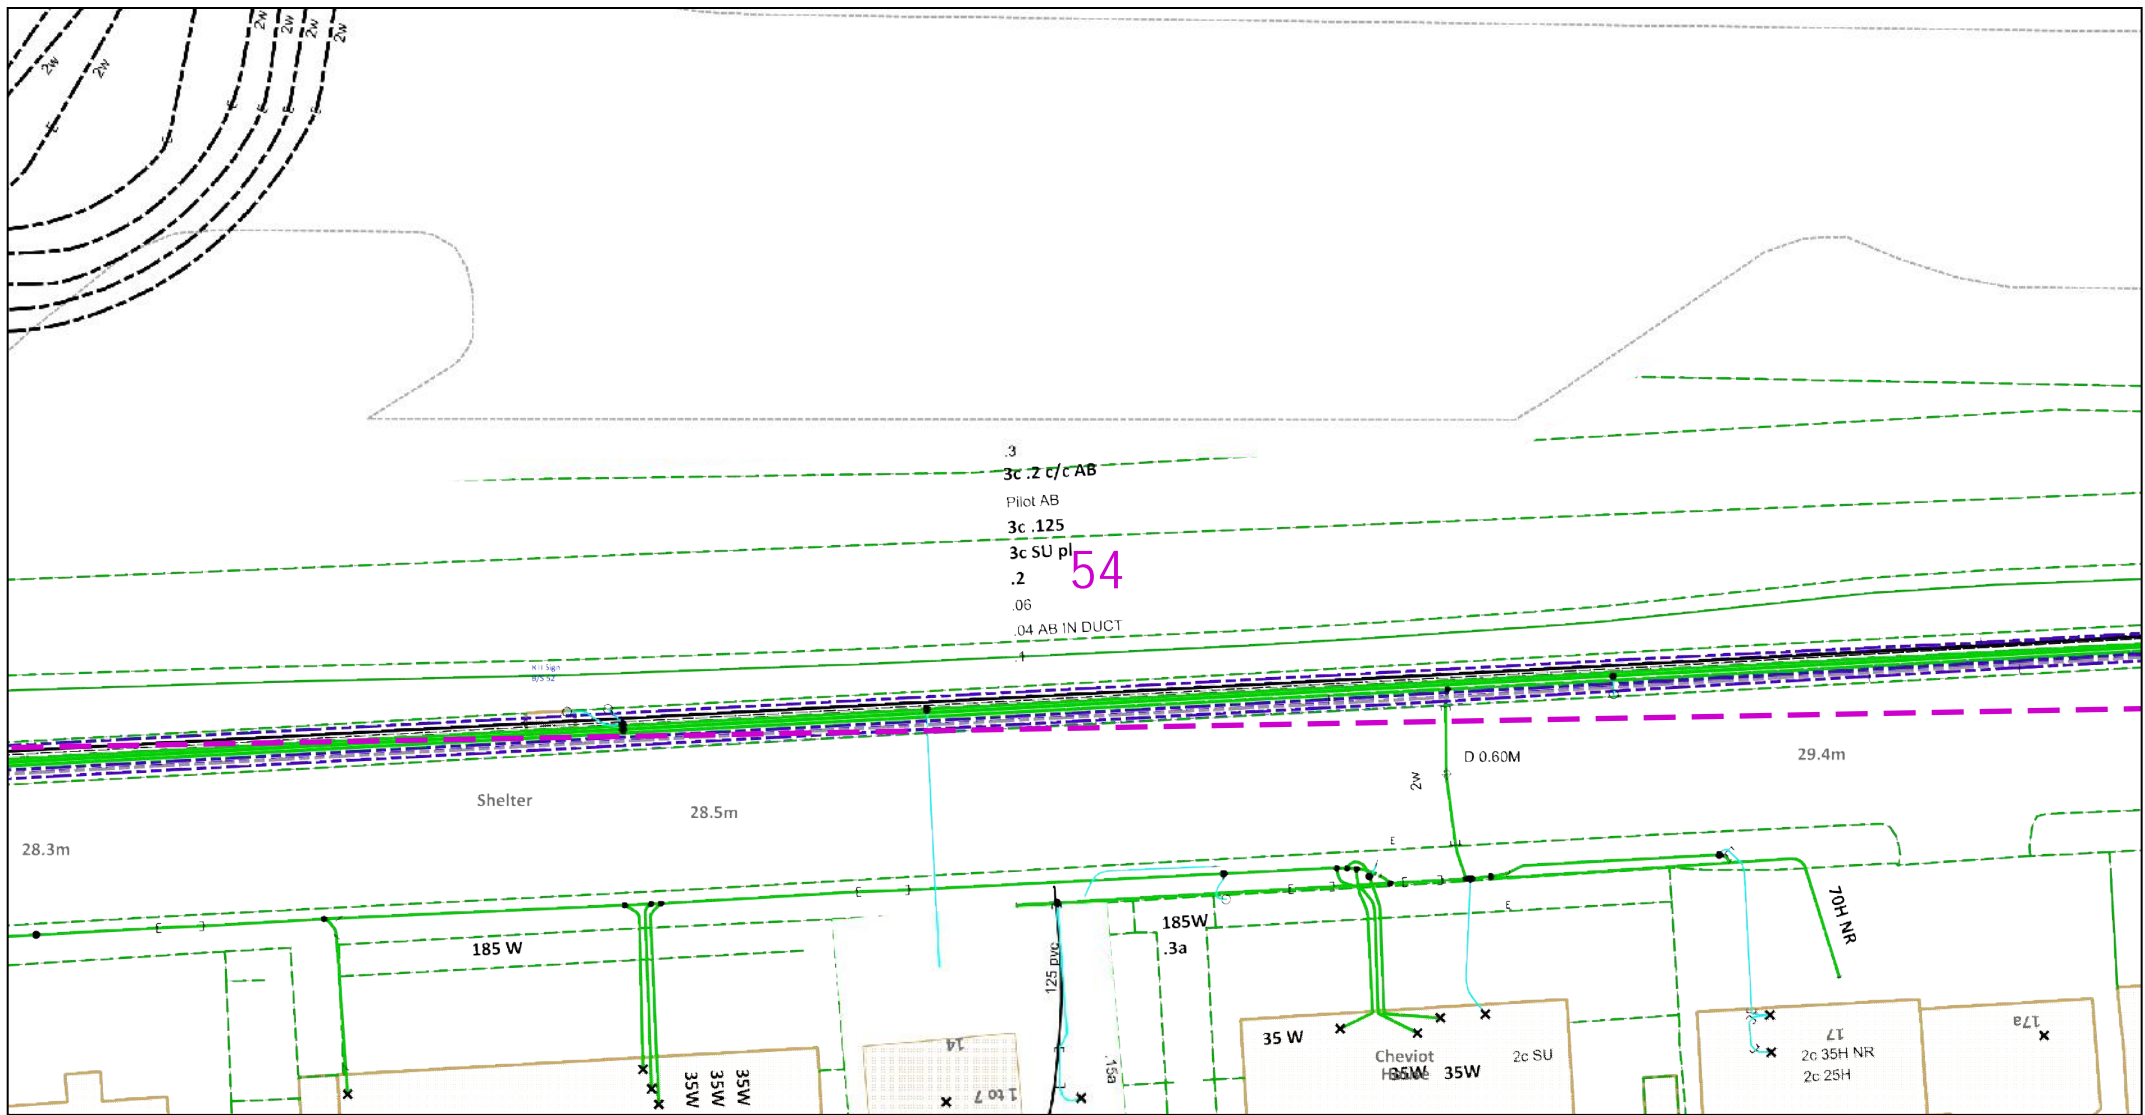 2w
2w
2w
2w
2w
2w
E
E
E
E
E
E
.3
3c .2 c/c AB
Pilot AB
3c .125
3c SU pl
54
.2
.06
.04 AB IN DUCT
.1
D 0.60M
2w
29.4m
Shelter
28.5m
28.3m
E
E
E
E
E
E
185 W
185W
.3a
70H NR
125 pvc
.15a
14
1 to 7
35W
35W
35W
35 W
Cheviot
House
35W
35W
2c SU
17
17a
2c 35H NR
2c 25H